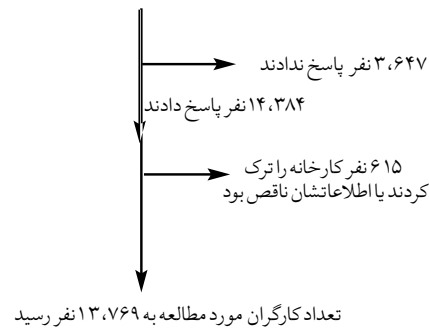 ۳،۶۴۷ نفر پاسخ ندادند
۱۴،۳۸۴ نفر پاسخ دادند
۶۱۵ نفر کارخانه را ترک
کردند یا اطلاعاتشان ناقص بود
تعداد کارگران مورد مطالعه به ۱۳،۷۶۹ نفر رسید